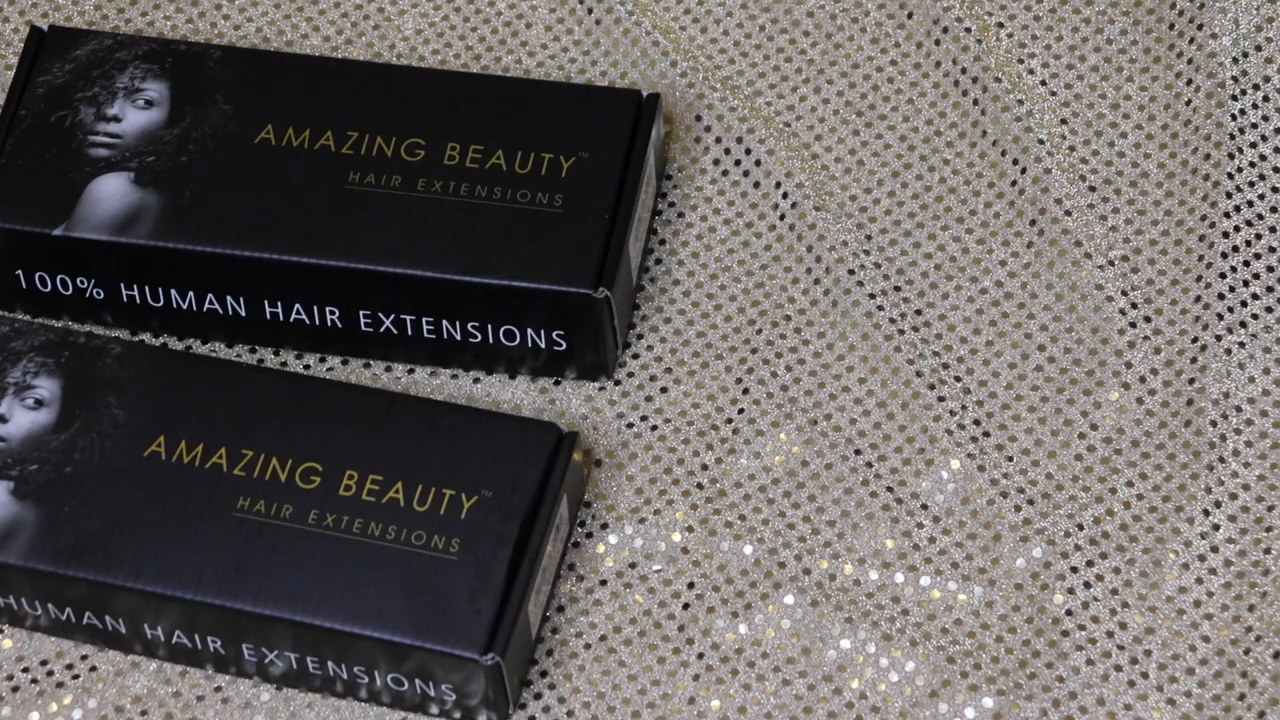 AMAZING BEAUTY™
HAIR EXTENSIONS
100% HUMAN HAIR EXTENSIONS
AMAZING BEAUTY™
HAIR EXTENSIONS
HUMAN HAIR EXTENSIONS